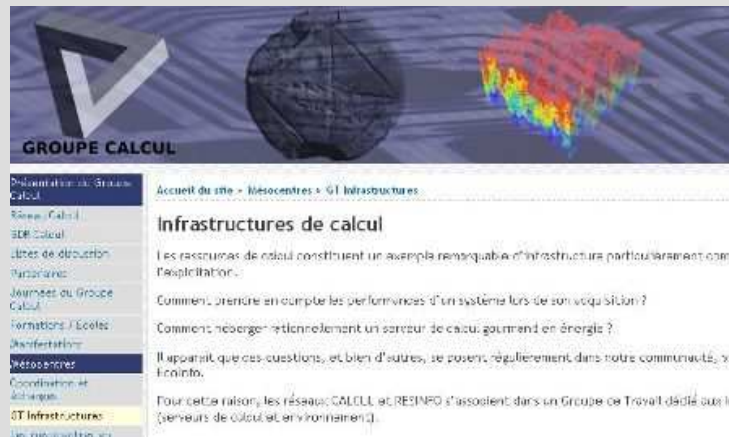 GROUPE CALCUL
Présentation du Groupe
Calcul
Réseau Calcul
GDR Calcul
Listes de discussion
Partenaires
Journées du Groupe
Calcul
Formations / Ecoles
Manifestations
Mésocentres
Coordination et
GT Infrastructures
Accueil du site > Mésocentres > GT Infrastructures
Infrastructures de calcul
Les ressources de calcul constituent un exemple remarquable d'infrastructure particulièrement com
l'exploitation.
Comment prendre en compte les performances d'un système lors de son acquisition ?
Comment héberger rationnellement un serveur de calcul gourmand en énergie ?
Il apparait que ces questions, et bien d'autres, se posent régulièrement dans notre communauté, v
EcoInfo.
Pour cette raison, les réseaux CALCUL et RESINFO s'associent dans un Groupe de Travail dédié aux i
(serveurs de calcul et environnement).